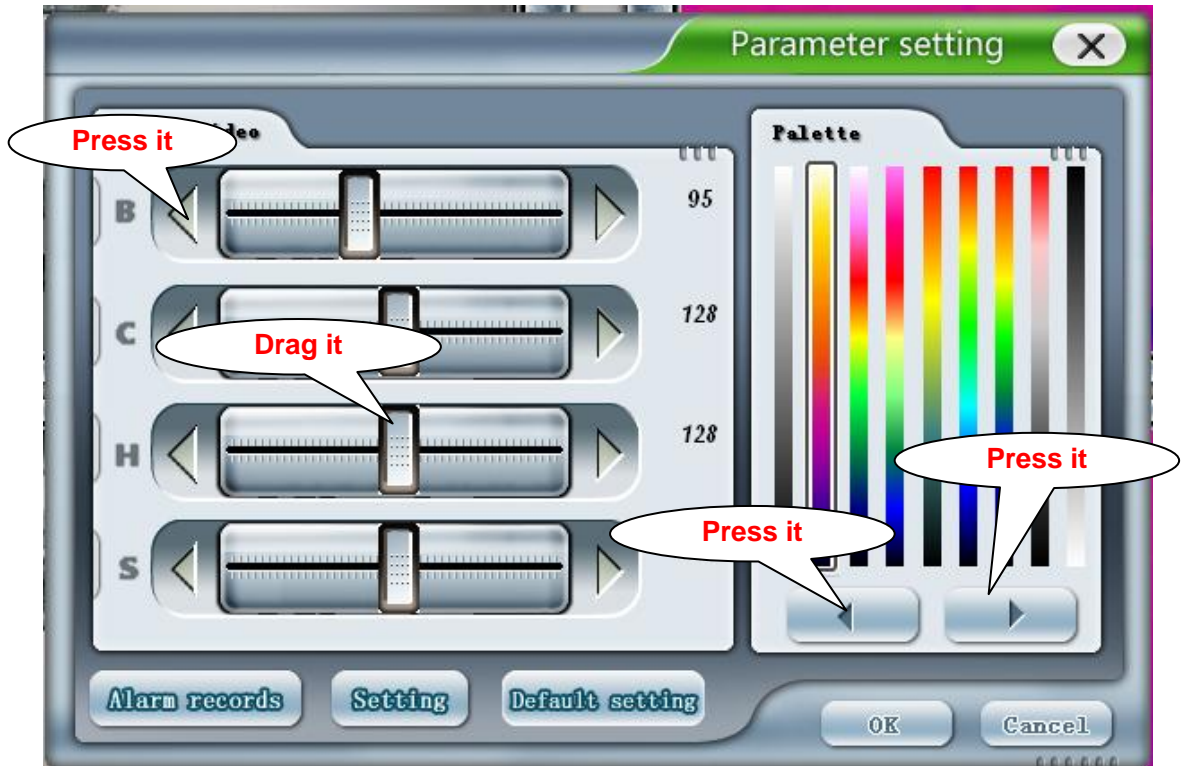 Parameter setting
Press it
deo
Palette
B
95
C
128
Drag it
H
128
Press it
Press it
S
Alarm records
Setting
Default setting
OK
Cancel